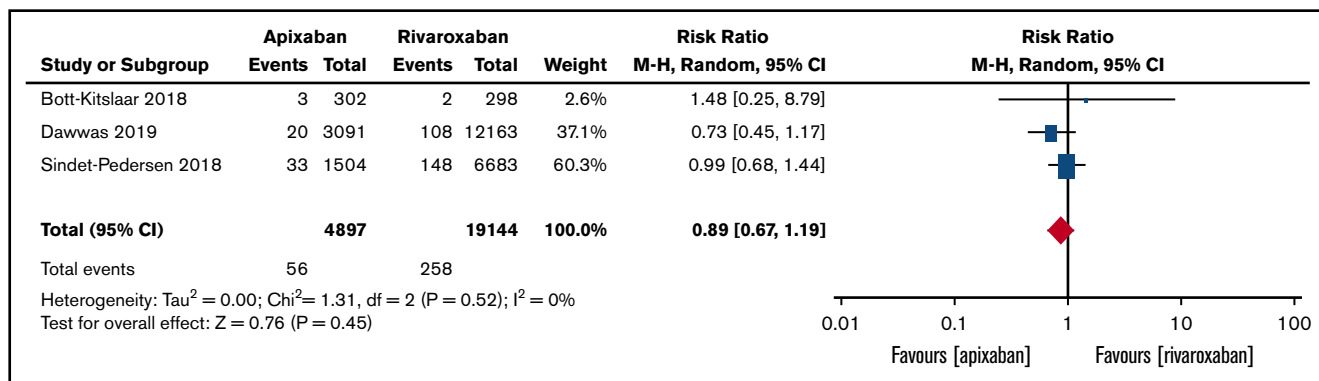 Apixaban Rivaroxaban Risk Ratio Risk Ratio
Study or Subgroup Events Total Events Total Weight M-H, Random, 95% CI M-H, Random, 95% CI
Bott-Kitslaar 2018 3 302 2 298 2.6% 1.48 [0.25, 8.79]
Dawwas 2019 20 3091 108 12163 37.1% 0.73 [0.45, 1.17]
Sindet-Pedersen 2018 33 1504 148 6683 60.3% 0.99 [0.68, 1.44]
Total (95% CI) 4897 19144 100.0% 0.89 [0.67, 1.19]
Total events 56 258
Heterogeneity: Tau² = 0.00; Chi²= 1.31, df = 2 (P = 0.52); I² = 0%
Test for overall effect: Z = 0.76 (P = 0.45)
0.01 0.1 1 10 100
Favours [apixaban] Favours [rivaroxaban]